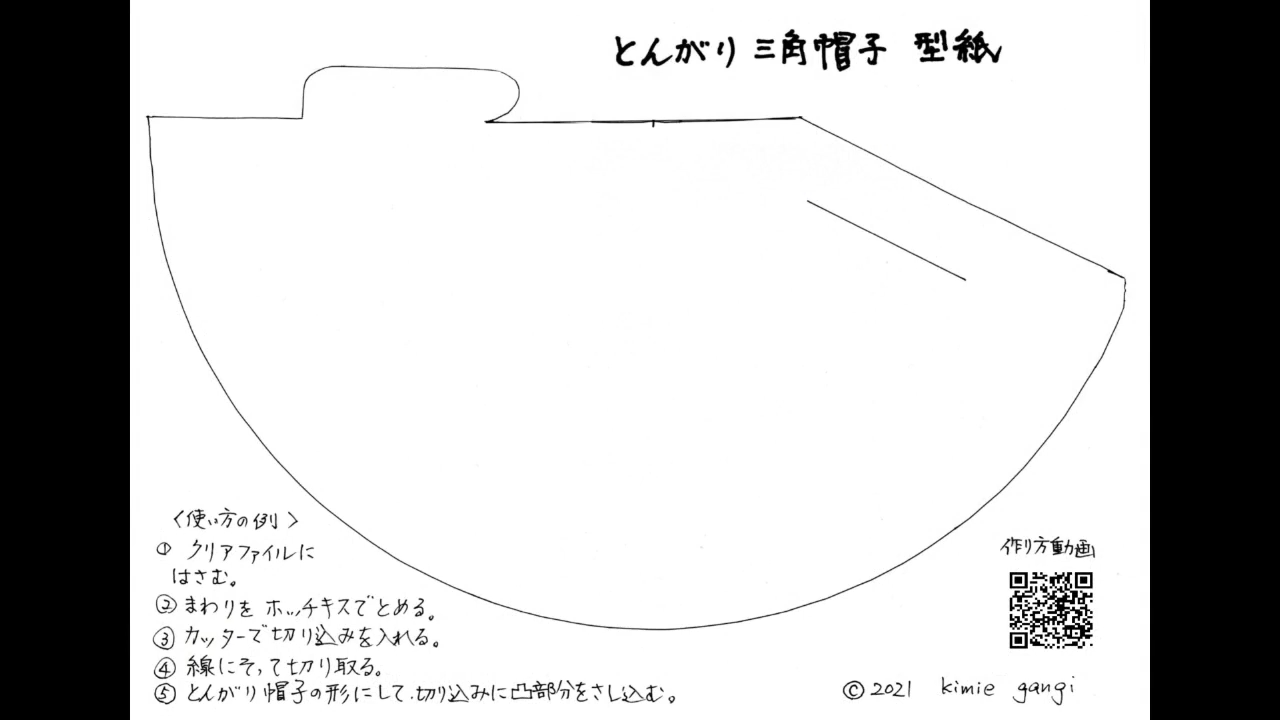 とんがり三角帽子 型紙
〈使い方の例〉
① クリアファイルに
はさむ。
② まわりを ホッチキスでとめる。
③ カッターで切り込みを入れる。
④ 線にそって切り取る。
⑤ とんがり帽子の形にして、切り込みに凸部分をさし込む。
作り方動画
© 2021 kimie gangi